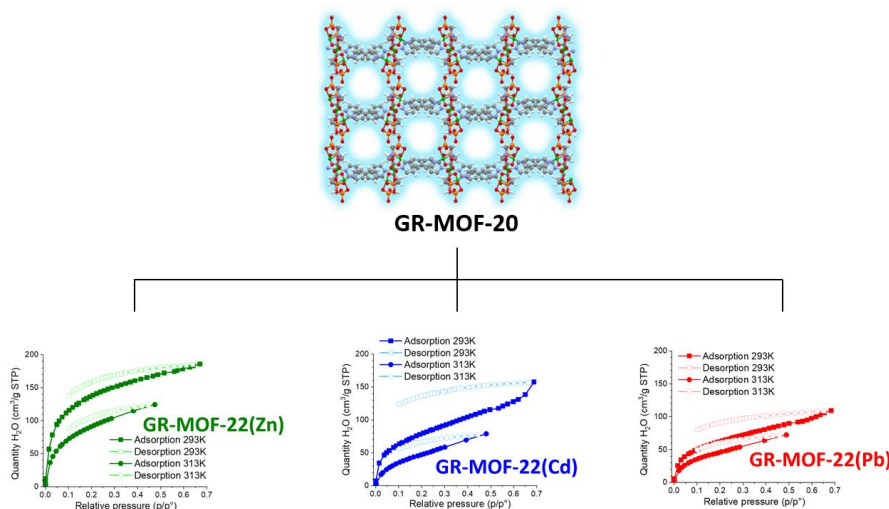 GR-MOF-20
200
150
100
50
0
Quantity H₂O (cm³/g STP)
0.0 0.1 0.2 0.3 0.4 0.5 0.6 0.7
Relative pressure (p/p°)
GR-MOF-22(Zn)
Adsorption 293K
Desorption 293K
Adsorption 313K
Desorption 313K
Adsorption 293K
Desorption 293K
Adsorption 313K
Desorption 313K
200
150
100
50
0
Quantity H₂O (cm³/g STP)
0.0 0.1 0.2 0.3 0.4 0.5 0.6 0.7
Relative pressure (p/p°)
GR-MOF-22(Cd)
Adsorption 293K
Desorption 293K
Adsorption 313K
Desorption 313K
200
150
100
50
0
Quantity H₂O (cm³/g STP)
0.0 0.1 0.2 0.3 0.4 0.5 0.6 0.7
Relative pressure (p/p°)
GR-MOF-22(Pb)